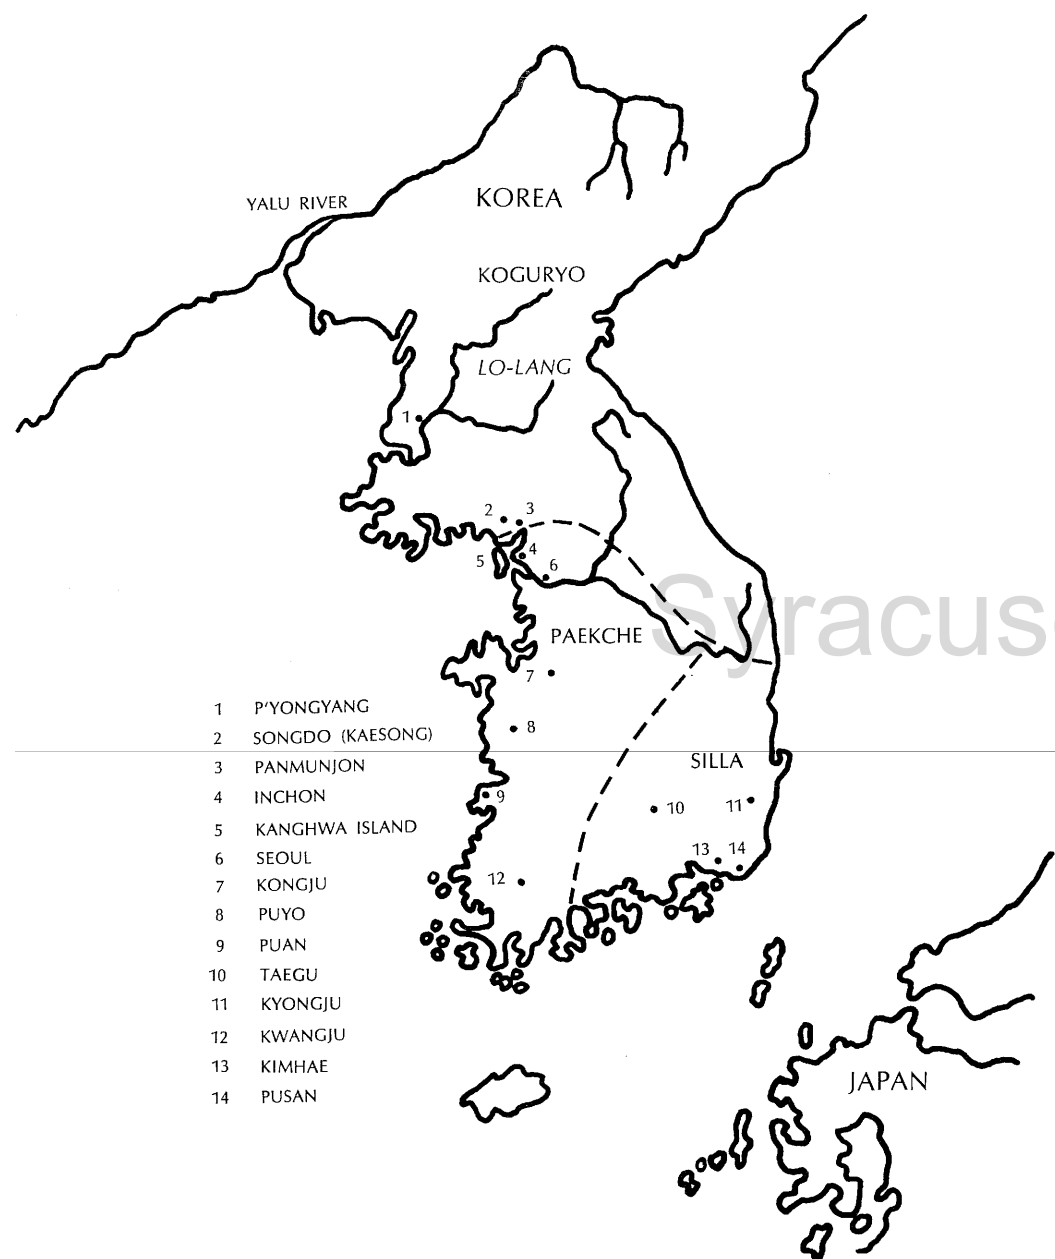 YALU RIVER
KOREA
KOGURYO
LO-LANG
1
2
3
4
5
6
Syracus
PAEKCHE
7
8
SILLA
9
10
11
12
13
14
JAPAN
1 P'YONGYANG
2 SONGDO (KAESONG)
3 PANMUNJON
4 INCHON
5 KANGHWA ISLAND
6 SEOUL
7 KONGJU
8 PUYO
9 PUAN
10 TAEGU
11 KYONGJU
12 KWANGJU
13 KIMHAE
14 PUSAN